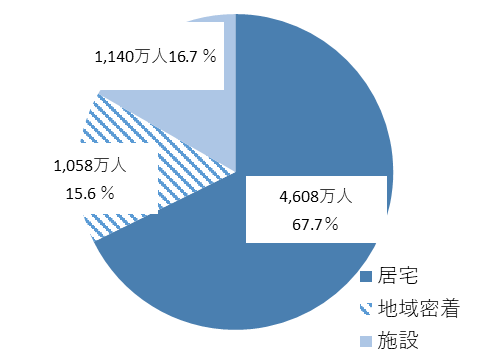 1,140万人16.7 %
1,058万人
15.6 %
4,608万人
67.7%
居宅
地域密着
施設